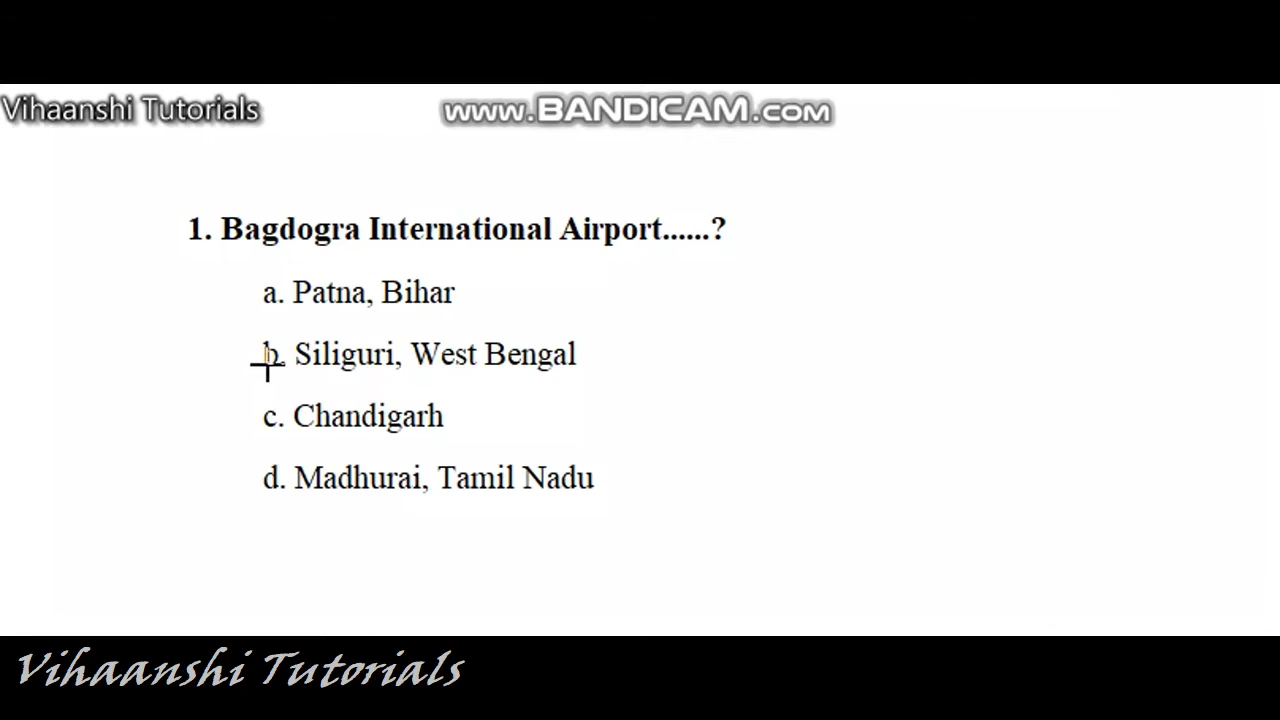 Vihaanshi Tutorials
www.BANDICAM.com
1. Bagdogra International Airport......?
a. Patna, Bihar
b. Siliguri, West Bengal
c. Chandigarh
d. Madhurai, Tamil Nadu
Vihaanshi Tutorials